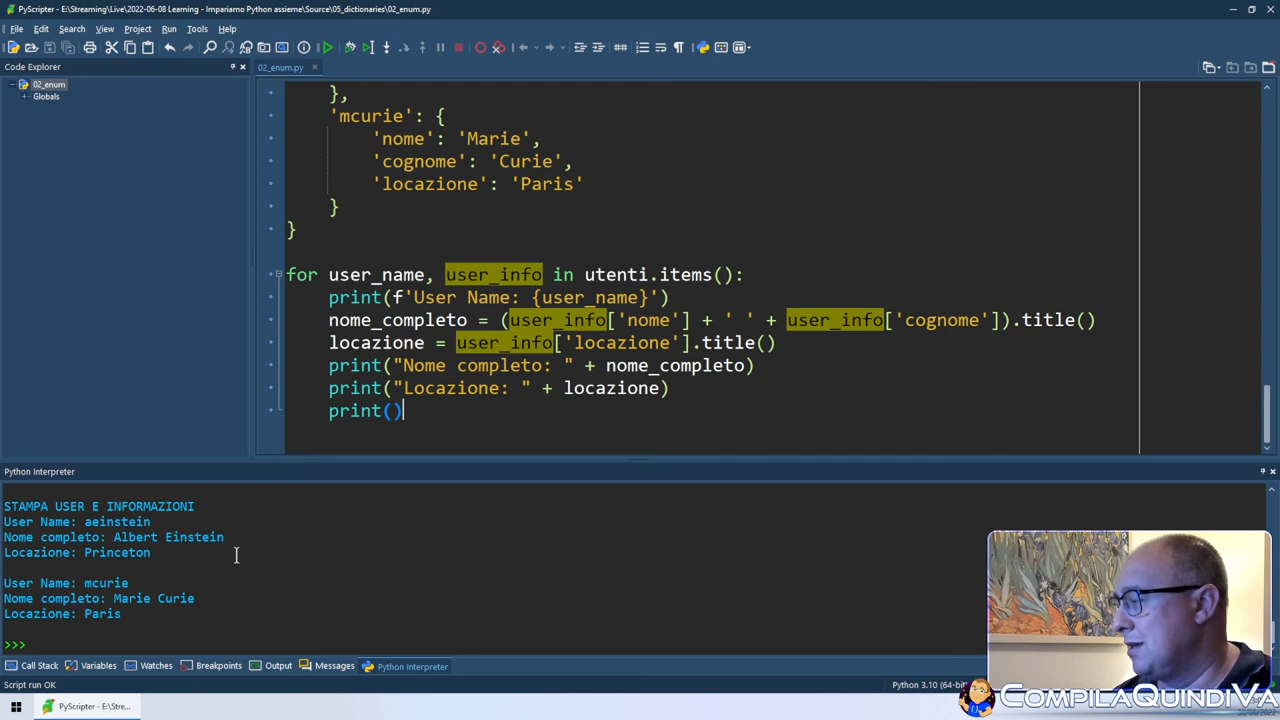 PyScripter - E:\Streaming\Live\2022-06-08 Learning - Impariamo Python assieme\Source\05_dictionaries\02_enum.py
File Edit Search View Project Run Tools Help
Code Explorer
02_enum.py
02_enum
Globals
},
'mcurie': {
'nome': 'Marie',
'cognome': 'Curie',
'locazione': 'Paris'
}
}
for user_name, user_info in utenti.items():
print(f'User Name: {user_name}')
nome_completo = (user_info['nome'] + ' ' + user_info['cognome']).title()
locazione = user_info['locazione'].title()
print("Nome completo: " + nome_completo)
print("Locazione: " + locazione)
print()
Python Interpreter
STAMPA USER E INFORMAZIONI
User Name: aeinstein
Nome completo: Albert Einstein
Locazione: Princeton
User Name: mcurie
Nome completo: Marie Curie
Locazione: Paris
>>>
Call Stack Variables Watches Breakpoints Output Messages Python Interpreter
Script run OK
Python 3.10 (64-bit)
PyScripter - E:\Stre...
CompilaQuindiVa